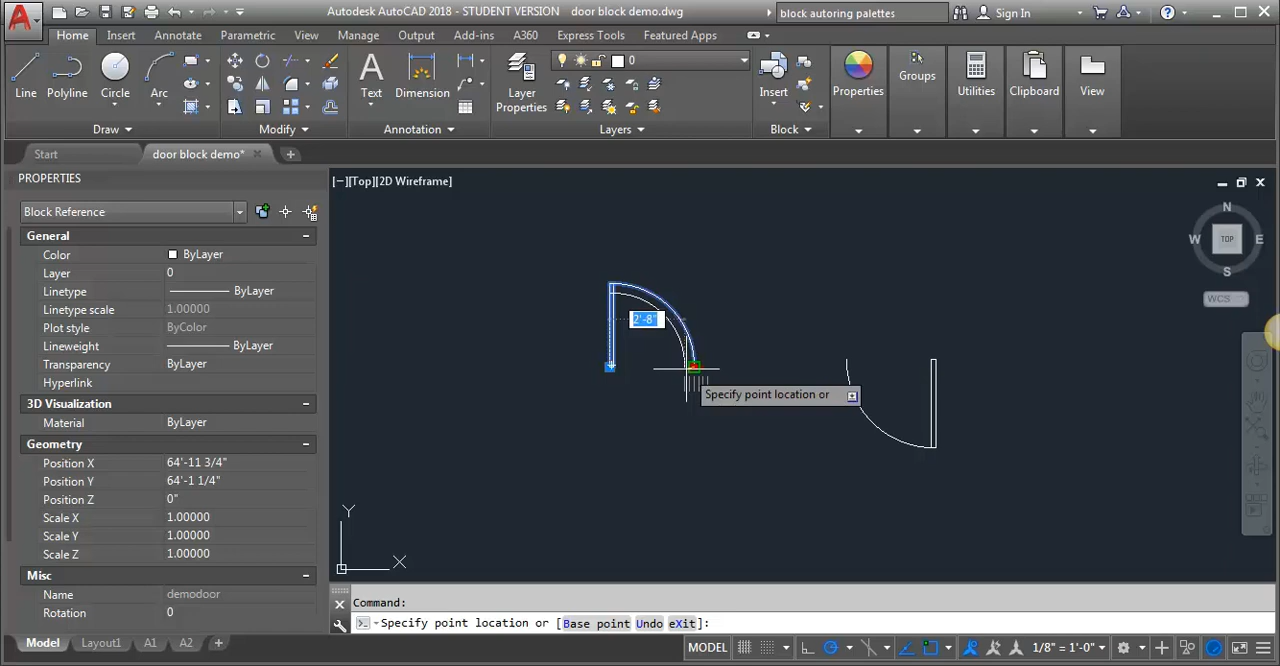 Autodesk AutoCAD 2018 - STUDENT VERSION door block demo.dwg
block autoring palettes
Sign In
Home Insert Annotate Parametric View Manage Output Add-ins A360 Express Tools Featured Apps
Line Polyline Circle Arc
Text Dimension
Layer Properties
0
Insert
Properties Groups Utilities Clipboard View
Draw Modify Annotation Layers Block
Start door block demo*
PROPERTIES
[−][Top][2D Wireframe]
Block Reference
General
Color ByLayer
Layer 0
Linetype ByLayer
Linetype scale 1.00000
Plot style ByColor
Lineweight ByLayer
Transparency ByLayer
Hyperlink
3D Visualization
Material ByLayer
Geometry
Position X 64'-11 3/4"
Position Y 64'-1 1/4"
Position Z 0"
Scale X 1.00000
Scale Y 1.00000
Scale Z 1.00000
Misc
Name demodoor
Rotation 0
N
W TOP E
S
WCS
2'-8"
Specify point location or
Y
X
Command:
Specify point location or [Base point Undo eXit]:
Model Layout1 A1 A2 +
MODEL 1/8" = 1'-0"